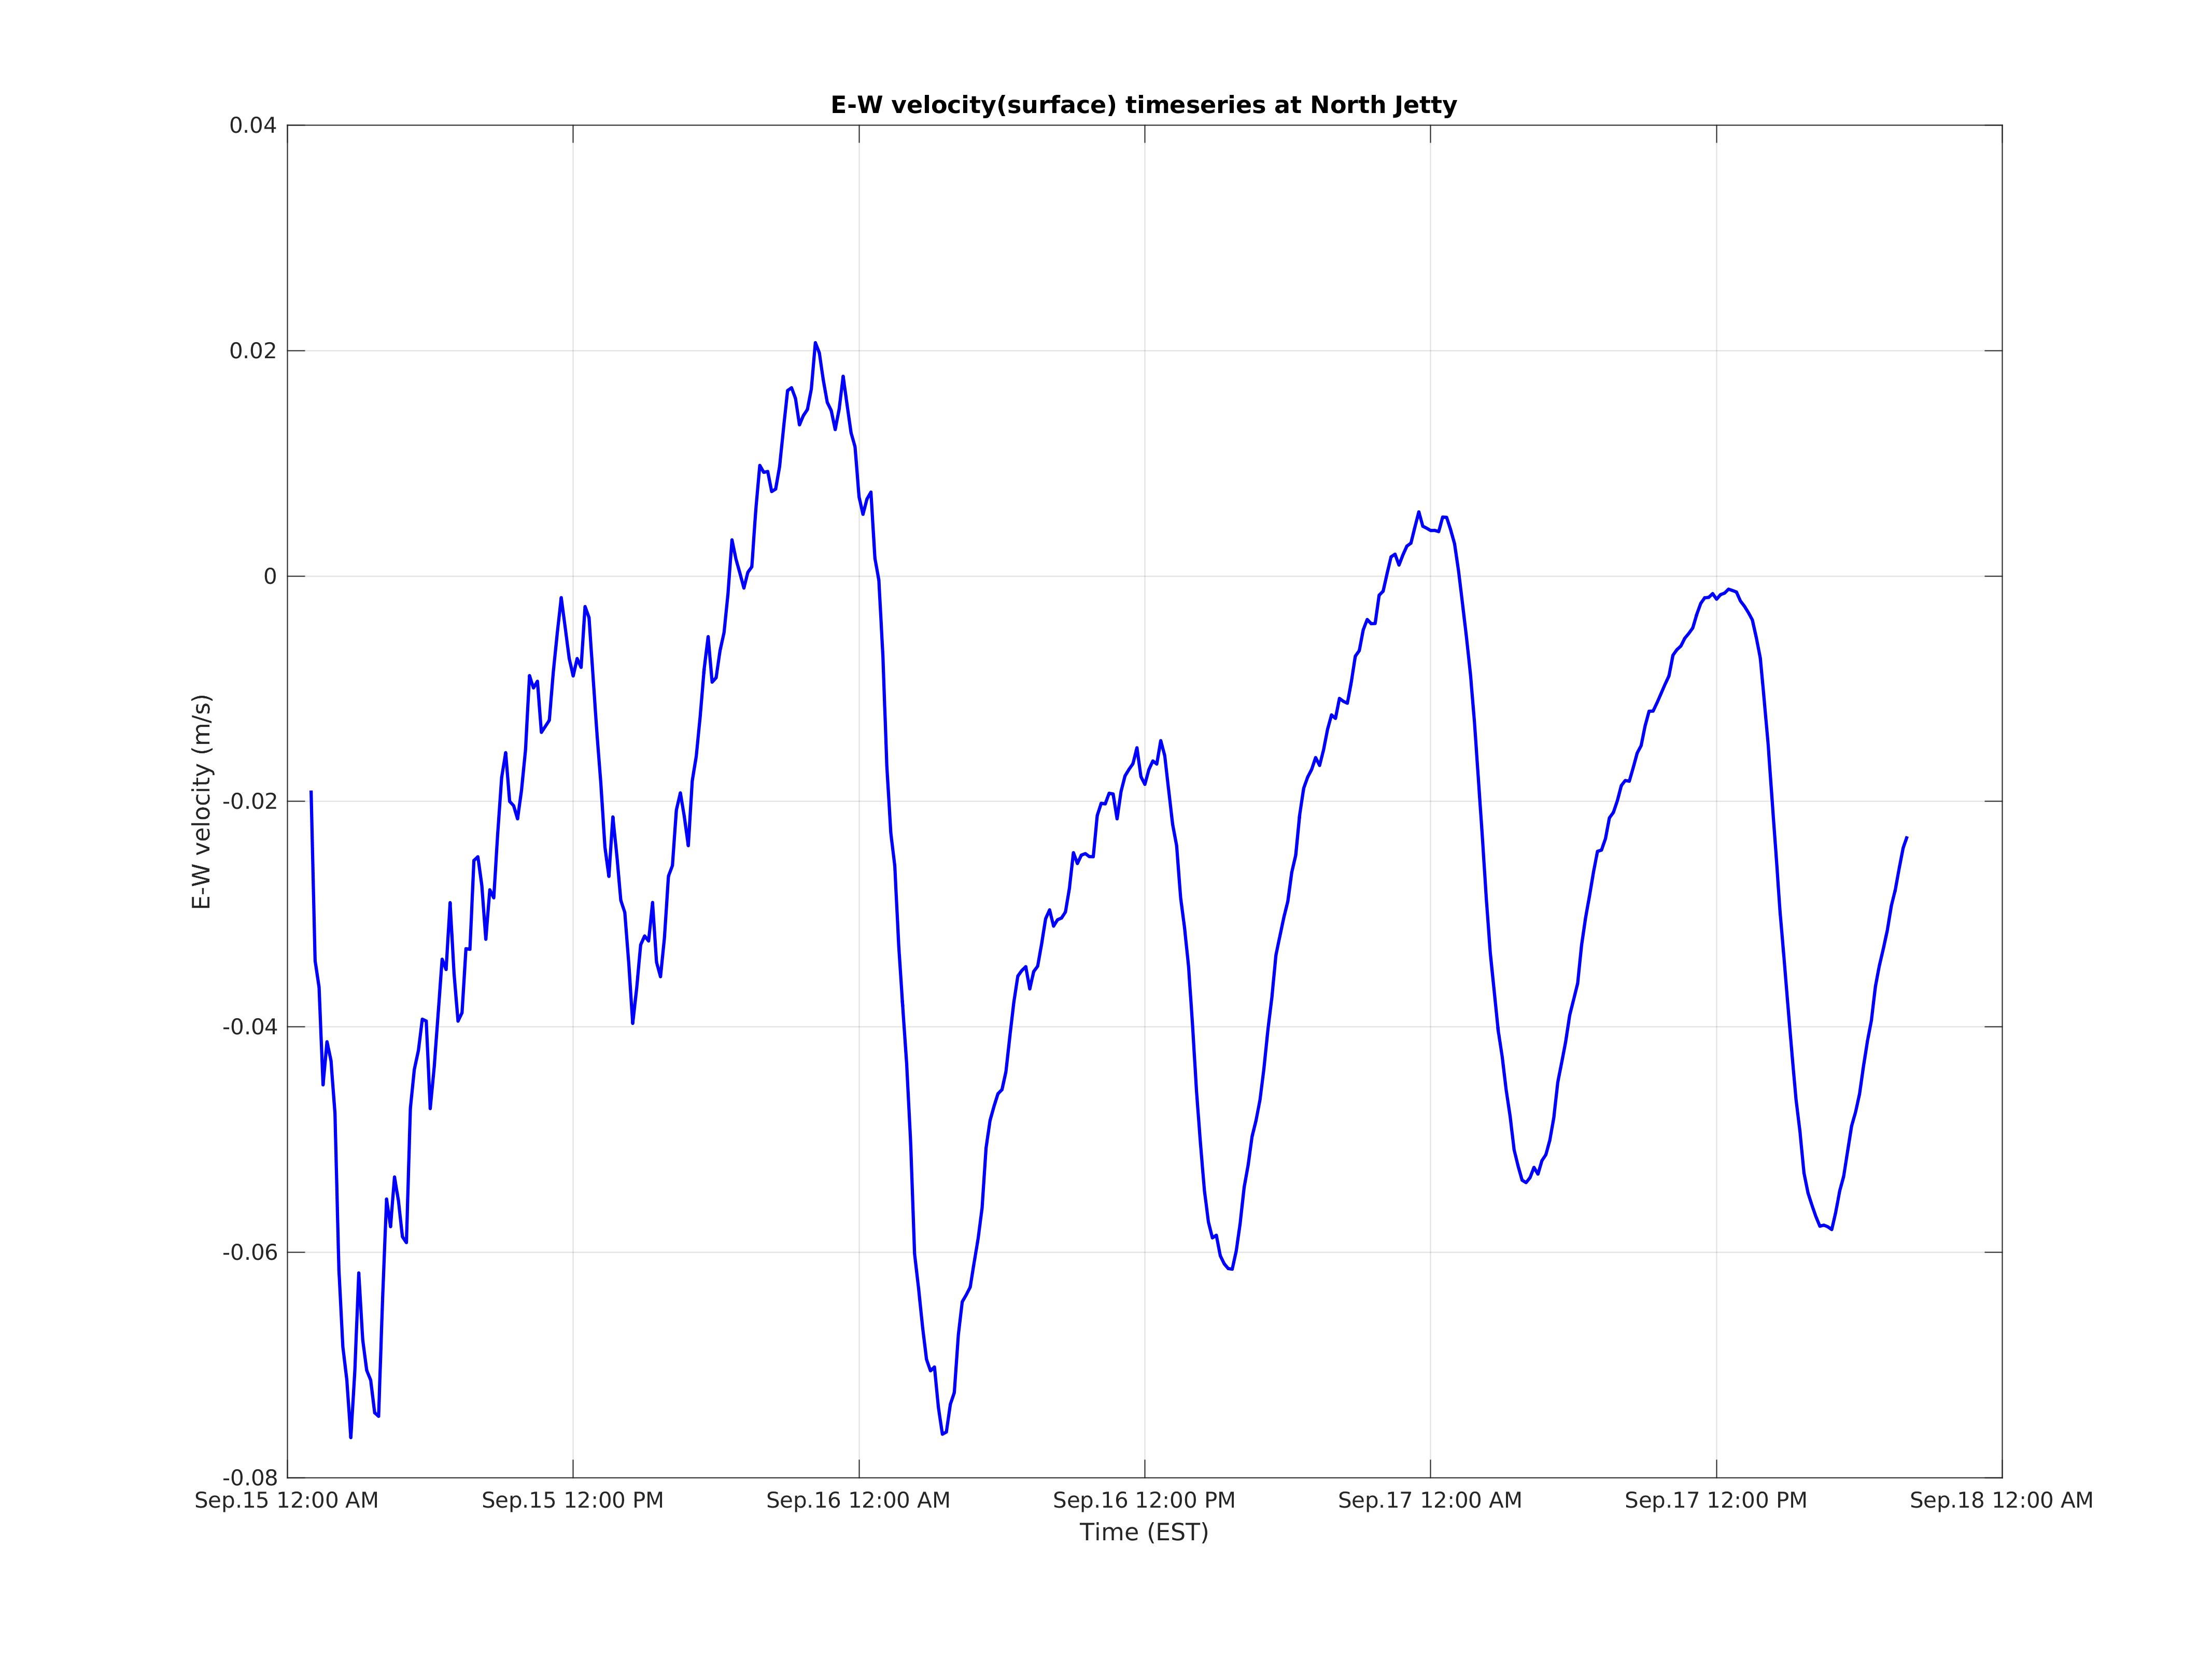 E-W velocity(surface) timeseries at North Jetty
0.04
0.02
0
-0.02
-0.04
-0.06
-0.08
E-W velocity (m/s)
Sep.15 12:00 AM
Sep.15 12:00 PM
Sep.16 12:00 AM
Sep.16 12:00 PM
Sep.17 12:00 AM
Sep.17 12:00 PM
Sep.18 12:00 AM
Time (EST)